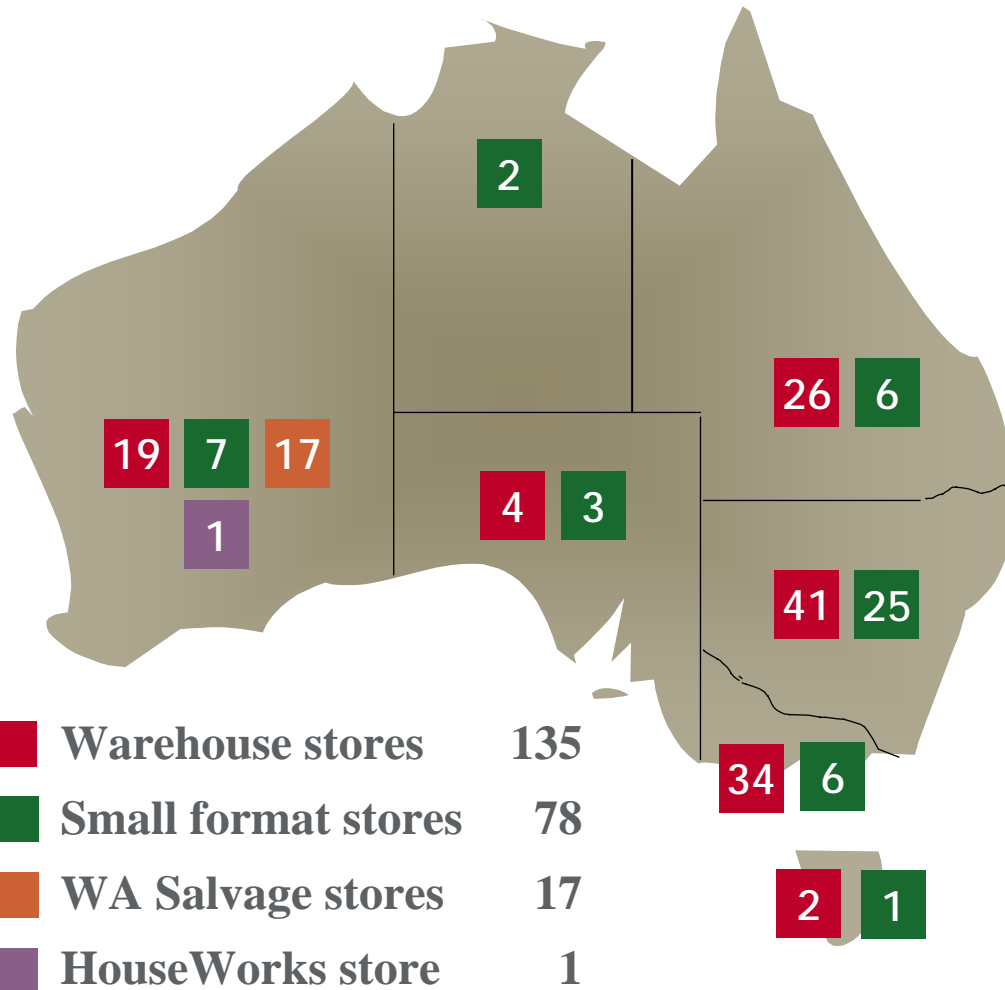 2
26 6
19 7 17
1
4 3
41 25
34 6
2 1
Warehouse stores 135
Small format stores 78
WA Salvage stores 17
HouseWorks store 1